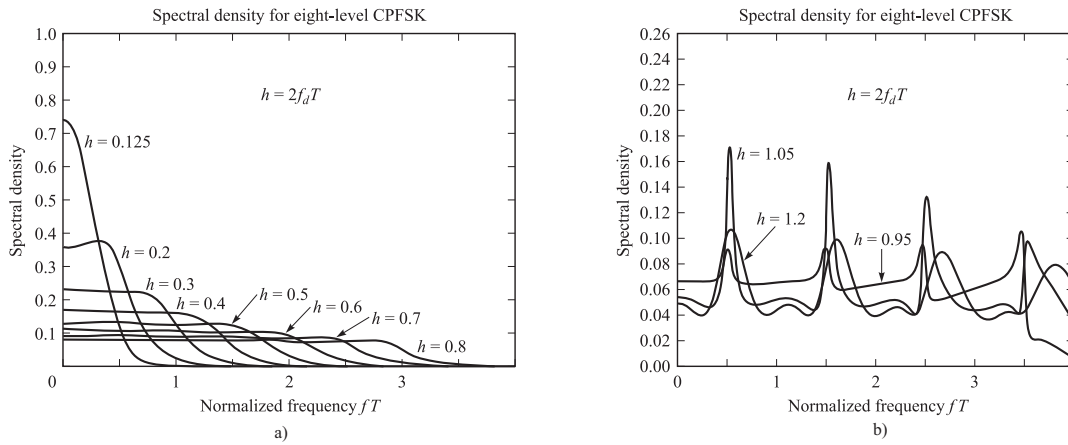 Spectral density for eight-level CPFSK
1.0
0.9
0.8
0.7
0.6
0.5
0.4
0.3
0.2
0.1
0
1
2
3
Spectral density
h = 2f_dT
h = 0.125
h = 0.2
h = 0.3
h = 0.4
h = 0.5
h = 0.6
h = 0.7
h = 0.8
Normalized frequency f T
a)
Spectral density for eight-level CPFSK
0.26
0.24
0.22
0.20
0.18
0.16
0.14
0.12
0.10
0.08
0.06
0.04
0.02
0.00
0
1
2
3
4
Spectral density
h = 2f_dT
h = 1.05
h = 1.2
h = 0.95
Normalized frequency f T
b)